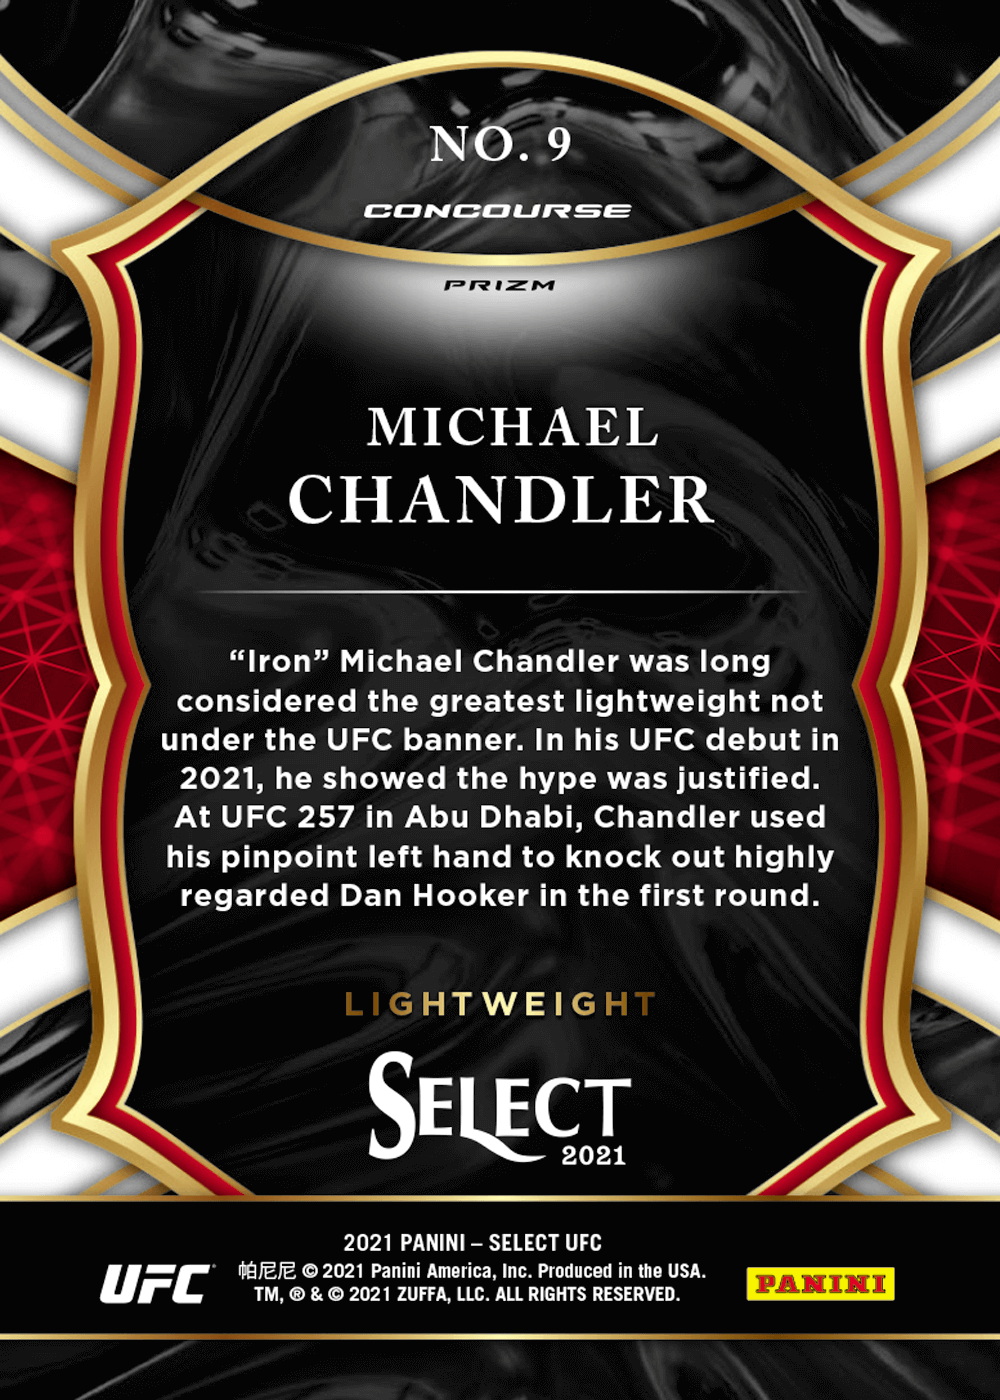 NO. 9
CONCOURSE
PRIZM
MICHAEL
CHANDLER
“Iron” Michael Chandler was long
considered the greatest lightweight not
under the UFC banner. In his UFC debut in
2021, he showed the hype was justified.
At UFC 257 in Abu Dhabi, Chandler used
his pinpoint left hand to knock out highly
regarded Dan Hooker in the first round.
LIGHTWEIGHT
SELECT
2021
2021 PANINI – SELECT UFC
帕尼尼 © 2021 Panini America, Inc. Produced in the USA.
TM, ® & © 2021 ZUFFA, LLC. ALL RIGHTS RESERVED.
UFC
PANINI